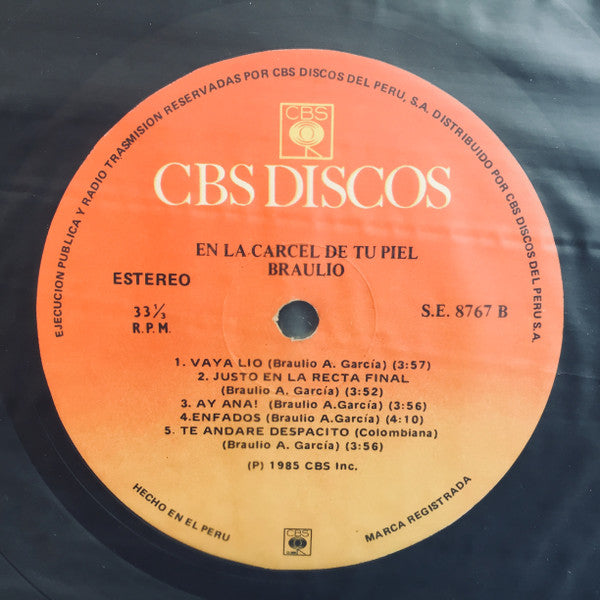 EJECUCION PUBLICA Y RADIO TRASMISION RESERVADAS POR CBS DISCOS DEL PERU, S.A. DISTRIBUIDO POR CBS DISCOS DEL PERU S.A.
CBS
CBS DISCOS
EN LA CARCEL DE TU PIEL
BRAULIO
ESTEREO
33 1/3
R.P.M.
S.E. 8767 B
1. VAYA LIO (Braulio A. García) (3:57)
2. JUSTO EN LA RECTA FINAL
(Braulio A. García) (3:52)
3. AY ANA! (Braulio A.García) (3:56)
4.ENFADOS (Braulio A.García) (4:10)
5. TE ANDARE DESPACITO (Colombiana)
(Braulio A. García) (3:56)
(P) 1985 CBS Inc.
HECHO EN EL PERU
CBS
MARCA REGISTRADA